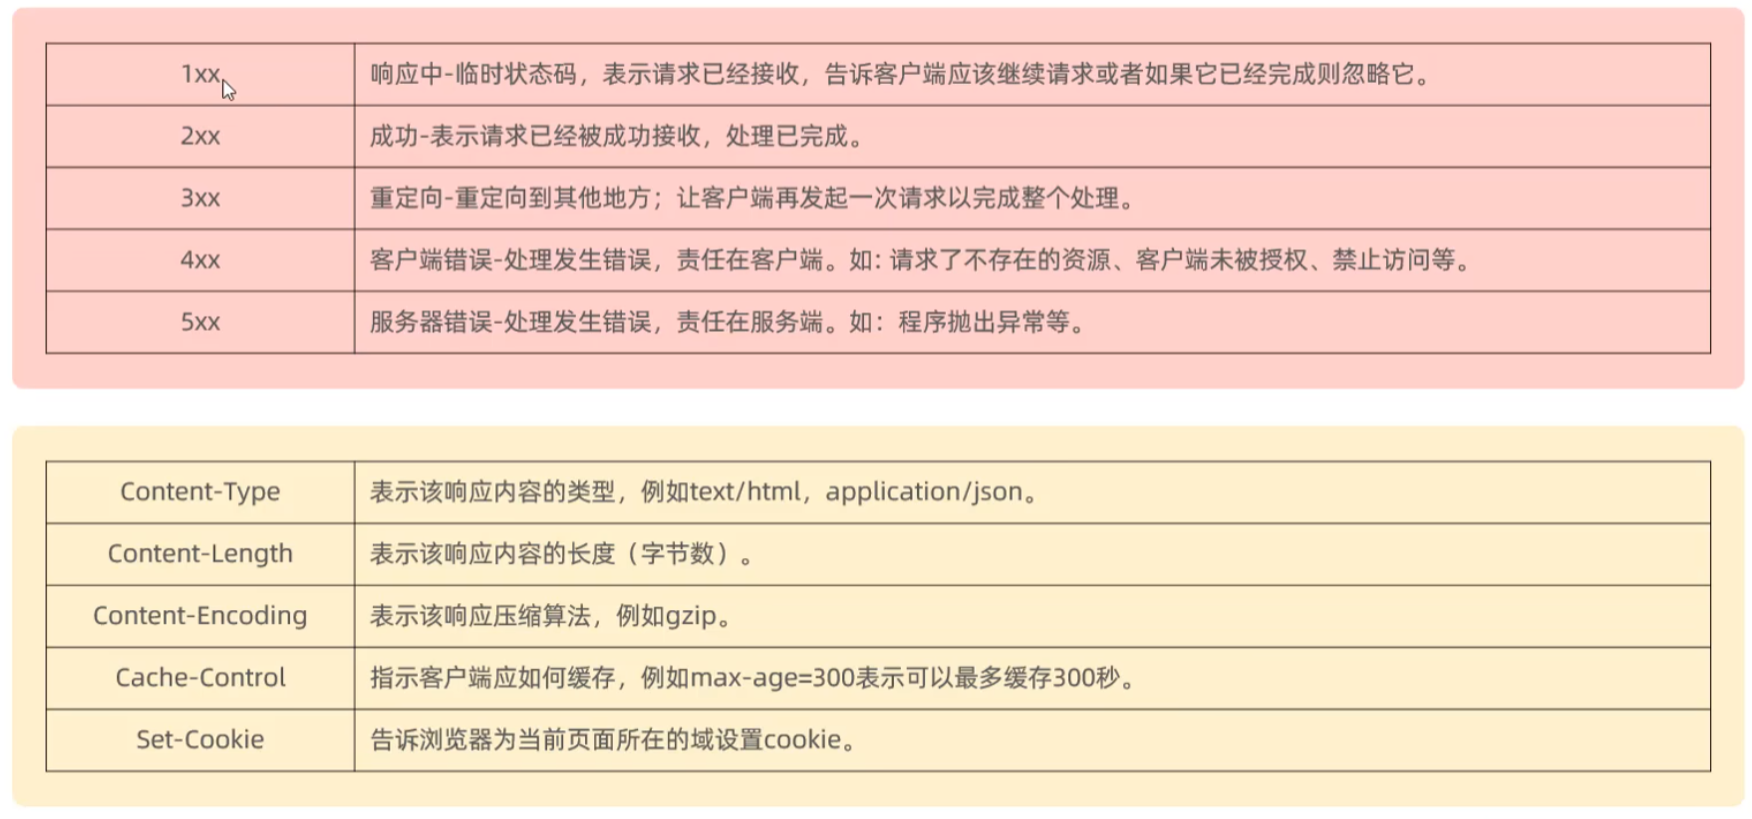 1xx 响应中-临时状态码，表示请求已经接收，告诉客户端应该继续请求或者如果它已经完成则忽略它。
2xx 成功-表示请求已经被成功接收，处理已完成。
3xx 重定向-重定向到其他地方；让客户端再发起一次请求以完成整个处理。
4xx 客户端错误-处理发生错误，责任在客户端。如：请求了不存在的资源、客户端未被授权、禁止访问等。
5xx 服务器错误-处理发生错误，责任在服务端。如：程序抛出异常等。
Content-Type 表示该响应内容的类型，例如text/html，application/json。
Content-Length 表示该响应内容的长度（字节数）。
Content-Encoding 表示该响应压缩算法，例如gzip。
Cache-Control 指示客户端应如何缓存，例如max-age=300表示可以最多缓存300秒。
Set-Cookie 告诉浏览器为当前页面所在的域设置cookie。